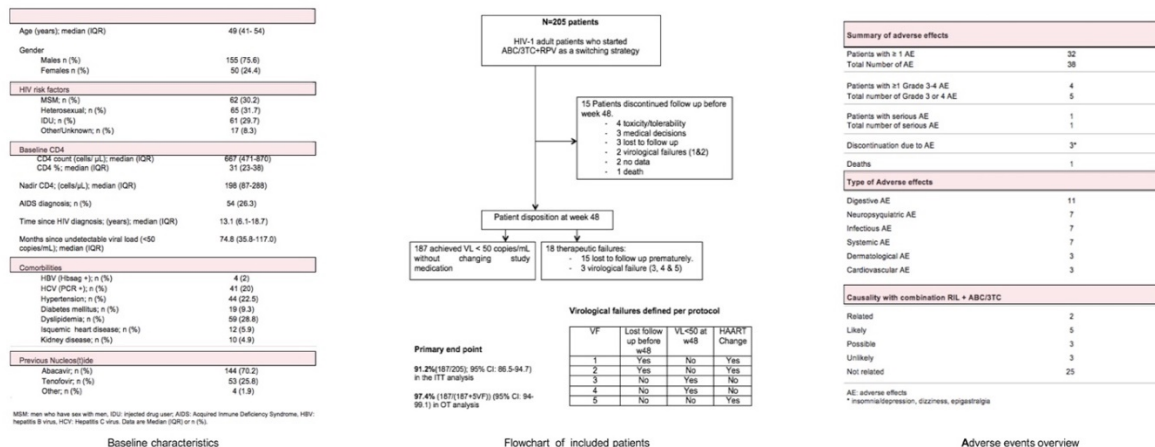 Age (years); median (IQR) 49 (41- 54)
Gender
Males n (%) 155 (75.6)
Females n (%) 50 (24.4)
HIV risk factors
MSM; n (%) 62 (30.2)
Heterosexual; n (%) 65 (31.7)
IDU; n (%) 61 (29.7)
Other/Unknown; n (%) 17 (8.3)
Baseline CD4
CD4 count (cells/ µL); median (IQR) 667 (471-870)
CD4 %; median (IQR) 31 (23-38)
Nadir CD4; (cells/µL); median (IQR) 198 (87-288)
AIDS diagnosis; n (%) 54 (26.3)
Time since HIV diagnosis; (years); median (IQR) 13.1 (6.1-18.7)
Months since undetectable viral load (<50 74.8 (35.8-117.0)
copies/mL); median (IQR)
Comorbilities
HBV (Hbsag +); n (%) 4 (2)
HCV (PCR +); n (%) 41 (20)
Hypertension; n (%) 44 (22.5)
Diabetes mellitus; n (%) 19 (9.3)
Dyslipidemia; n (%) 59 (28.8)
Isquemic heart disease; n (%) 12 (5.9)
Kidney disease; n (%) 10 (4.9)
Previous Nucleos(t)ide
Abacavir; n (%) 144 (70.2)
Tenofovir; n (%) 53 (25.8)
Other; n (%) 4 (1.9)
MSM: men who have sex with men, IDU: injected drug user; AIDS: Acquired Inmune Deficiency Syndrome, HBV:
hepatitis B virus, HCV: Hepatitis C virus. Data are Median (IQR) or n (%).
Baseline characteristics
N=205 patients
HIV-1 adult patients who started
ABC/3TC+RPV as a switching strategy
15 Patients discontinued follow up before
week 48.
- 4 toxicity/tolerability
- 3 medical decisions
- 3 lost to follow up
- 2 virological failures (1&2)
- 2 no data
- 1 death
Patient disposition at week 48
187 achieved VL < 50 copies/mL
without changing study
medication
18 therapeutic failures:
- 15 lost to follow up prematurely.
- 3 virological failure (3, 4 & 5)
Primary end point
91.2%(187/205); 95% CI: 86.5-94.7)
in the ITT analysis
97.4% (187/(187+5VF)) (95% CI: 94-
99.1) in OT analysis
Virological failures defined per protocol
VF Lost follow up before w48 VL<50 at w48 HAART Change
1 Yes No Yes
2 Yes No Yes
3 No No Yes
4 No No No
5 No No Yes
Flowchart of included patients
Summary of adverse effects
Patients with ≥ 1 AE 32
Total Number of AE 38
Patients with ≥1 Grade 3-4 AE 4
Total number of Grade 3 or 4 AE 5
Patients with serious AE 1
Total number of serious AE 1
Discontinuation due to AE 3*
Deaths 1
Type of Adverse effects
Digestive AE 11
Neuropsyquiatric AE 7
Infectious AE 7
Systemic AE 7
Dermatological AE 3
Cardiovascular AE 3
Causality with combination RIL + ABC/3TC
Related 2
Likely 5
Possible 3
Unlikely 3
Not related 25
AE: adverse effects
* insomnia/depression, dizziness, epigastralgia
Adverse events overview